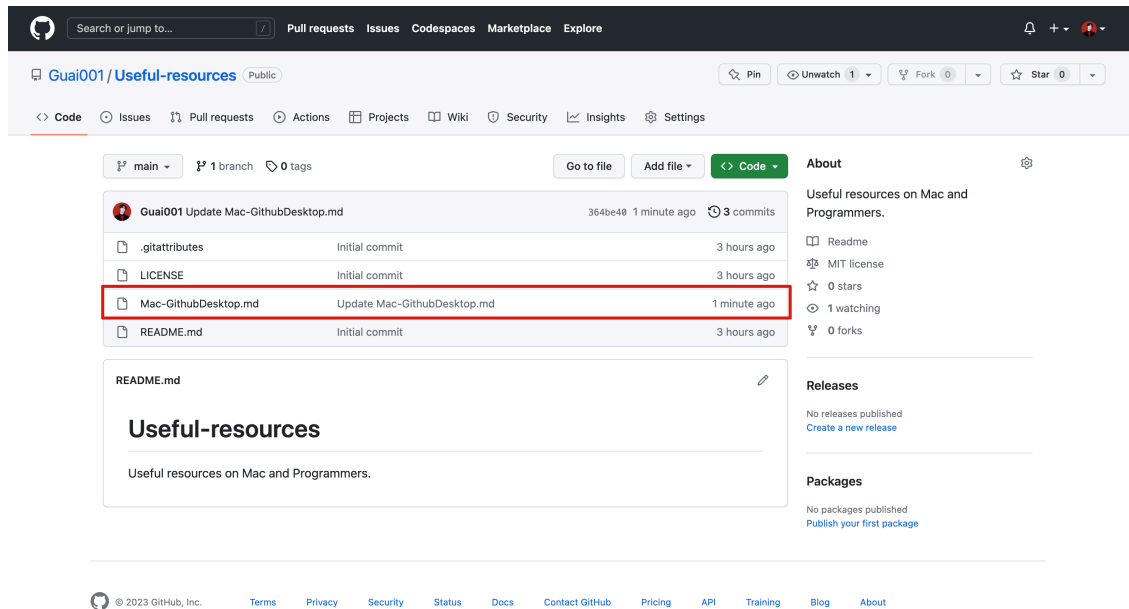 Search or jump to... / Pull requests Issues Codespaces Marketplace Explore
Guai001 / Useful-resources Public Pin Unwatch 1 Fork 0 Star 0
Code Issues Pull requests Actions Projects Wiki Security Insights Settings
main 1 branch 0 tags Go to file Add file Code
Guai001 Update Mac-GithubDesktop.md 364be40 1 minute ago 3 commits
.gitattributes Initial commit 3 hours ago
LICENSE Initial commit 3 hours ago
Mac-GithubDesktop.md Update Mac-GithubDesktop.md 1 minute ago
README.md Initial commit 3 hours ago
README.md
Useful-resources
Useful resources on Mac and Programmers.
About
Useful resources on Mac and
Programmers.
Readme
MIT license
0 stars
1 watching
0 forks
Releases
No releases published
Create a new release
Packages
No packages published
Publish your first package
© 2023 GitHub, Inc. Terms Privacy Security Status Docs Contact GitHub Pricing API Training Blog About